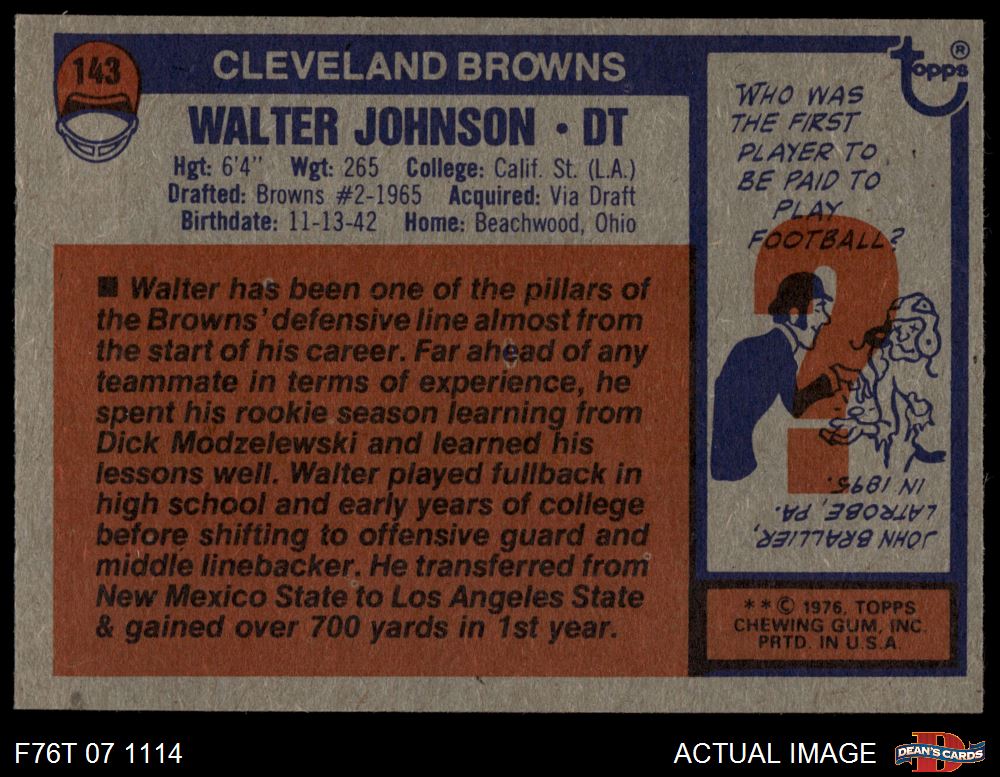 143
CLEVELAND BROWNS
WALTER JOHNSON • DT
Hgt: 6'4" Wgt: 265 College: Calif. St. (L.A.)
Drafted: Browns #2-1965 Acquired: Via Draft
Birthdate: 11-13-42 Home: Beachwood, Ohio
■ Walter has been one of the pillars of
the Browns' defensive line almost from
the start of his career. Far ahead of any
teammate in terms of experience, he
spent his rookie season learning from
Dick Modzelewski and learned his
lessons well. Walter played fullback in
high school and early years of college
before shifting to offensive guard and
middle linebacker. He transferred from
New Mexico State to Los Angeles State
& gained over 700 yards in 1st year.
Topps®
WHO WAS
THE FIRST
PLAYER TO
BE PAID TO
PLAY
FOOTBALL?
?
JOHN BRALLIER,
LATROBE, PA.
IN 1895.
** © 1976, TOPPS
CHEWING GUM, INC.
PRTD. IN U.S.A.
F76T 07 1114
ACTUAL IMAGE
D
DEAN'S CARDS